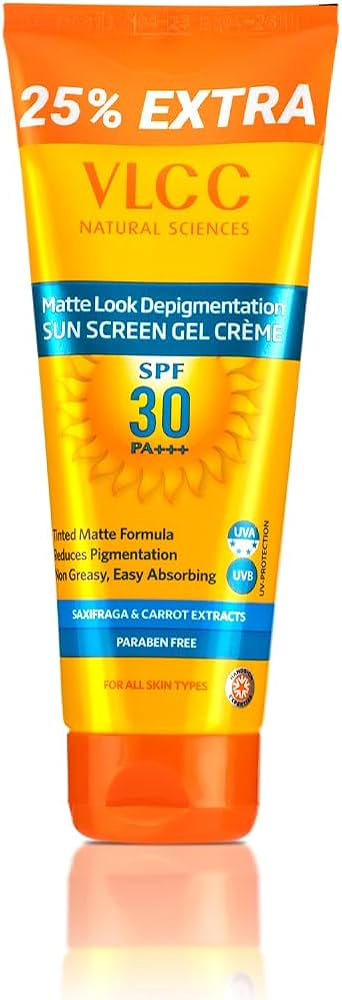 25% EXTRA
VLCC
NATURAL SCIENCES
Matte Look Depigmentation
SUN SCREEN GEL CRÈME
SPF
30
PA+++
Tinted Matte Formula
Reduces Pigmentation
Non Greasy, Easy Absorbing
UVA
UVB
UV-PROTECTION
SAXIFRAGA & CARROT EXTRACTS
PARABEN FREE
FOR ALL SKIN TYPES